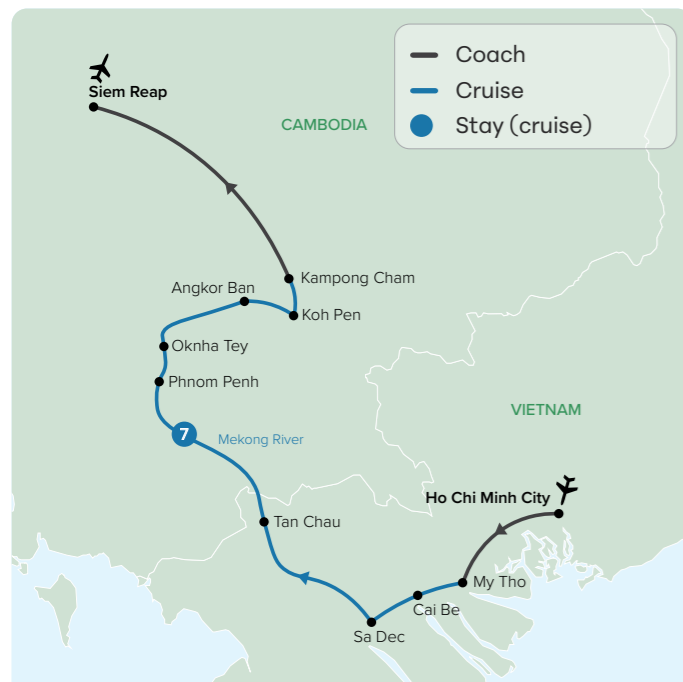 Coach
Cruise
Stay (cruise)
Siem Reap
CAMBODIA
Kampong Cham
Angkor Ban
Koh Pen
Oknha Tey
Phnom Penh
VIETNAM
7
Mekong River
Ho Chi Minh City
Tan Chau
My Tho
Cai Be
Sa Dec